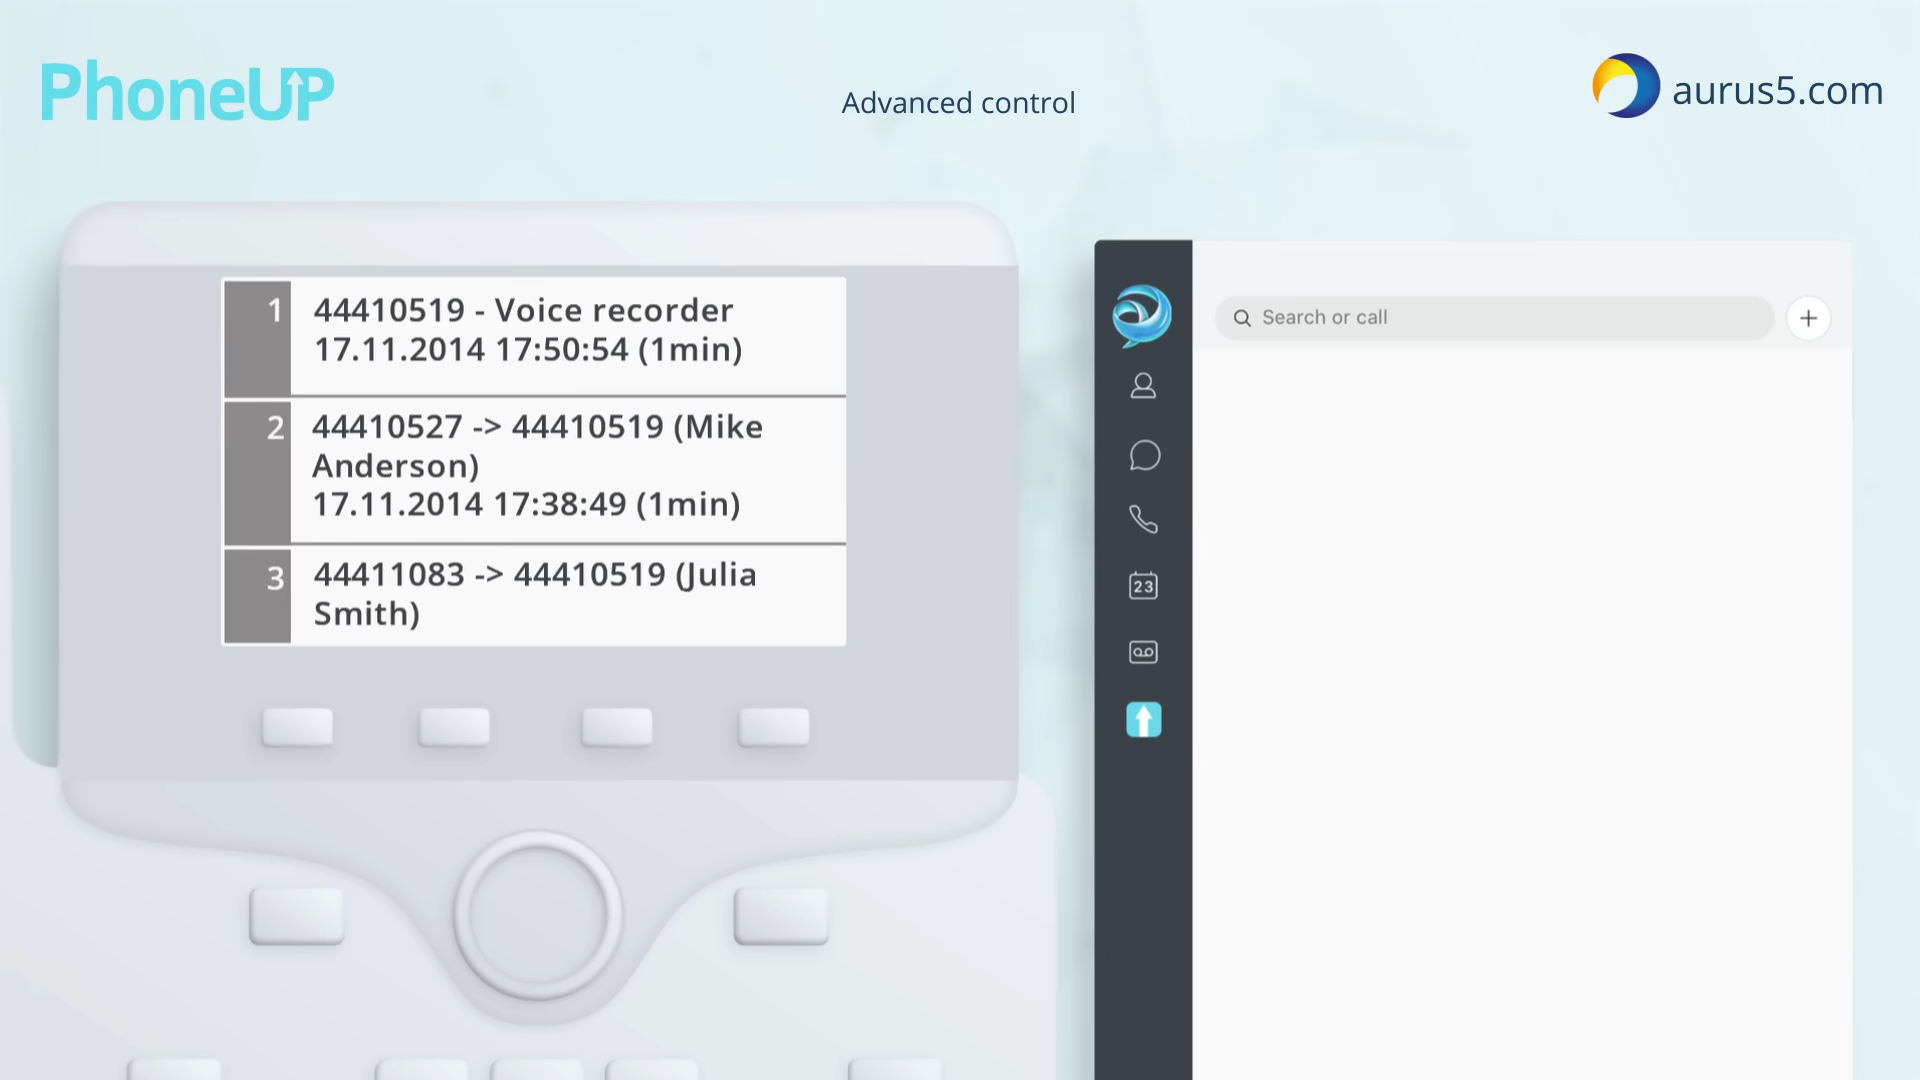 PhoneUP
Advanced control
aurus5.com
1
44410519 - Voice recorder
17.11.2014 17:50:54 (1min)
2
44410527 -> 44410519 (Mike
Anderson)
17.11.2014 17:38:49 (1min)
3
44411083 -> 44410519 (Julia
Smith)
Search or call
23